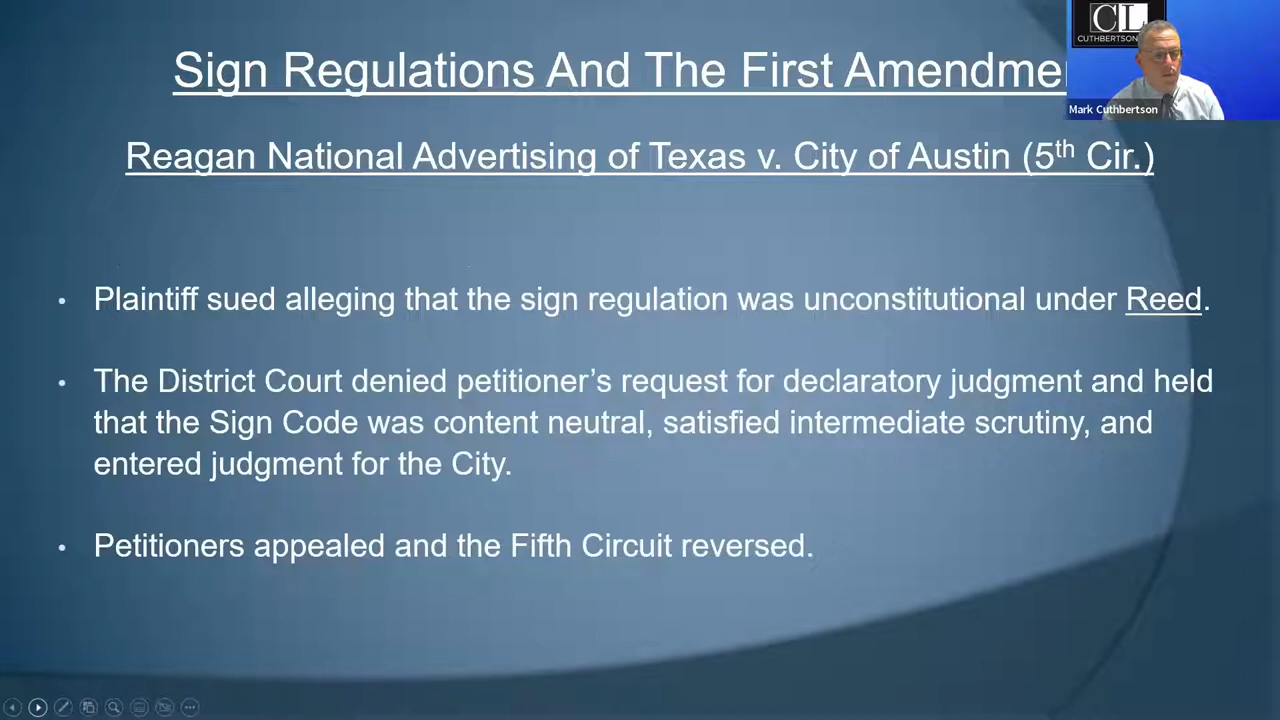 Sign Regulations And The First Amendmen
CL
CUTHBERTSON
Mark Cuthbertson
Reagan National Advertising of Texas v. City of Austin (5th Cir.)
• Plaintiff sued alleging that the sign regulation was unconstitutional under Reed.
• The District Court denied petitioner’s request for declaratory judgment and held
that the Sign Code was content neutral, satisfied intermediate scrutiny, and
entered judgment for the City.
• Petitioners appealed and the Fifth Circuit reversed.